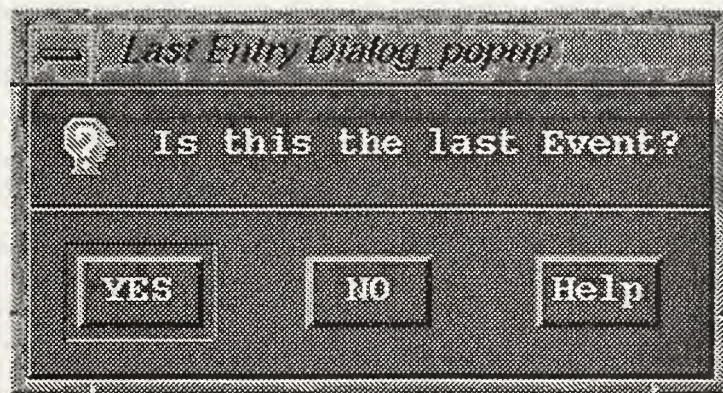 Last Entry Dialog_popup
Is this the last Event?
YES NO Help